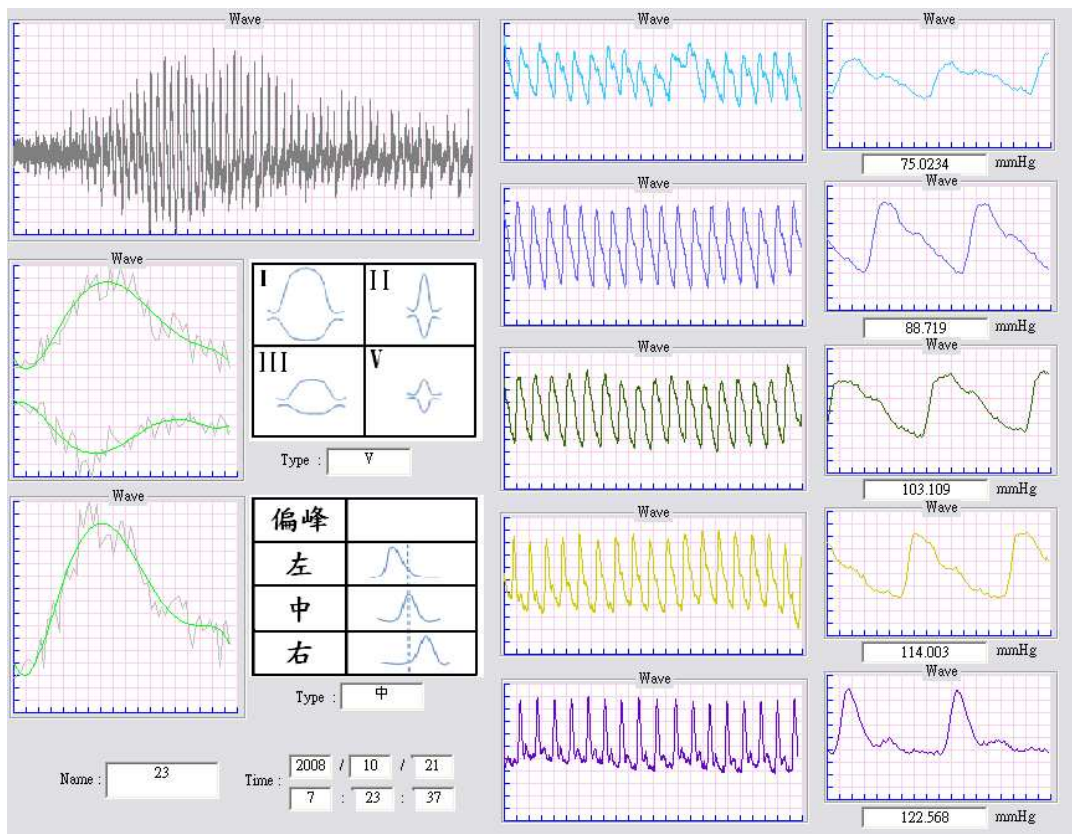 Wave
Wave
I II
III V
Type : V
Wave
偏峰
左
中
右
Type : 中
Name : 23
Time : 2008 / 10 / 21
7 : 23 : 37
Wave
Wave
75.0234 mmHg
Wave
Wave
88.719 mmHg
Wave
Wave
103.109 mmHg
Wave
Wave
114.003 mmHg
Wave
Wave
122.568 mmHg